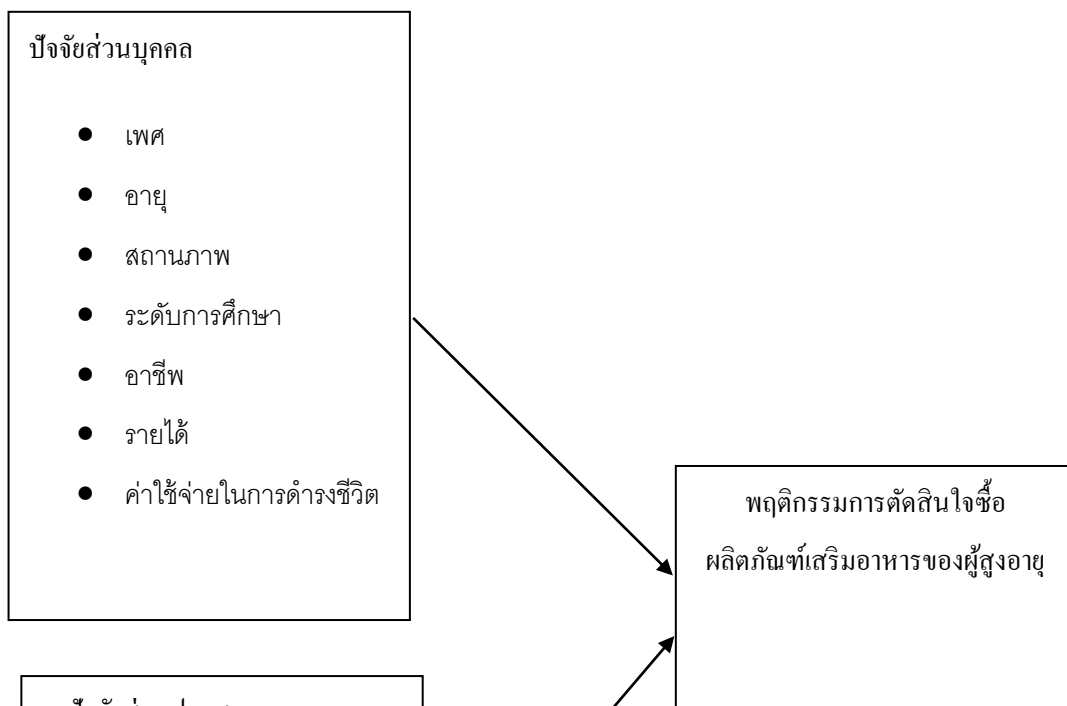 ปัจจัยส่วนบุคคล
● เพศ
● อายุ
● สถานภาพ
● ระดับการศึกษา
● อาชีพ
● รายได้
● ค่าใช้จ่ายในการดำรงชีวิต
พฤติกรรมการตัดสินใจซื้อ
ผลิตภัณฑ์เสริมอาหารของผู้สูงอายุ